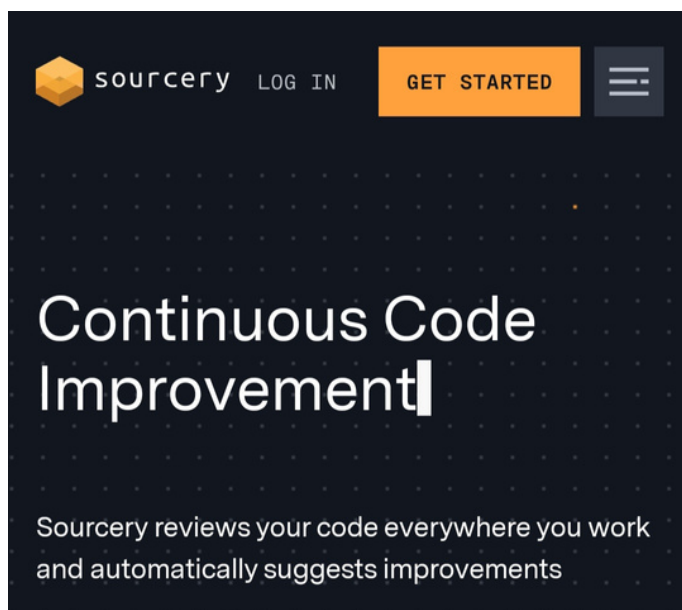 sourcery LOG IN GET STARTED
Continuous Code
Improvement
Sourcery reviews your code everywhere you work
and automatically suggests improvements